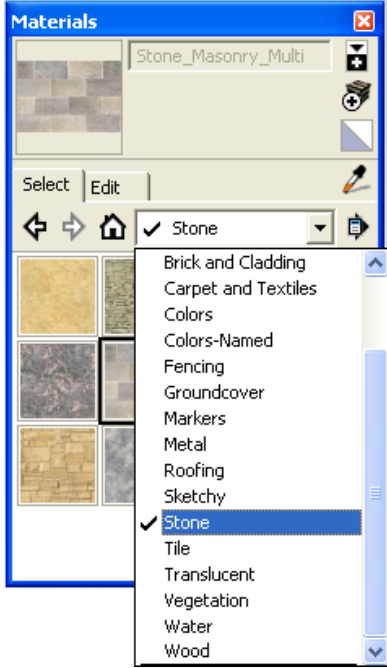 Materials
Stone_Masonry_Multi
Select Edit
Stone
Brick and Cladding
Carpet and Textiles
Colors
Colors-Named
Fencing
Groundcover
Markers
Metal
Roofing
Sketchy
Stone
Tile
Translucent
Vegetation
Water
Wood